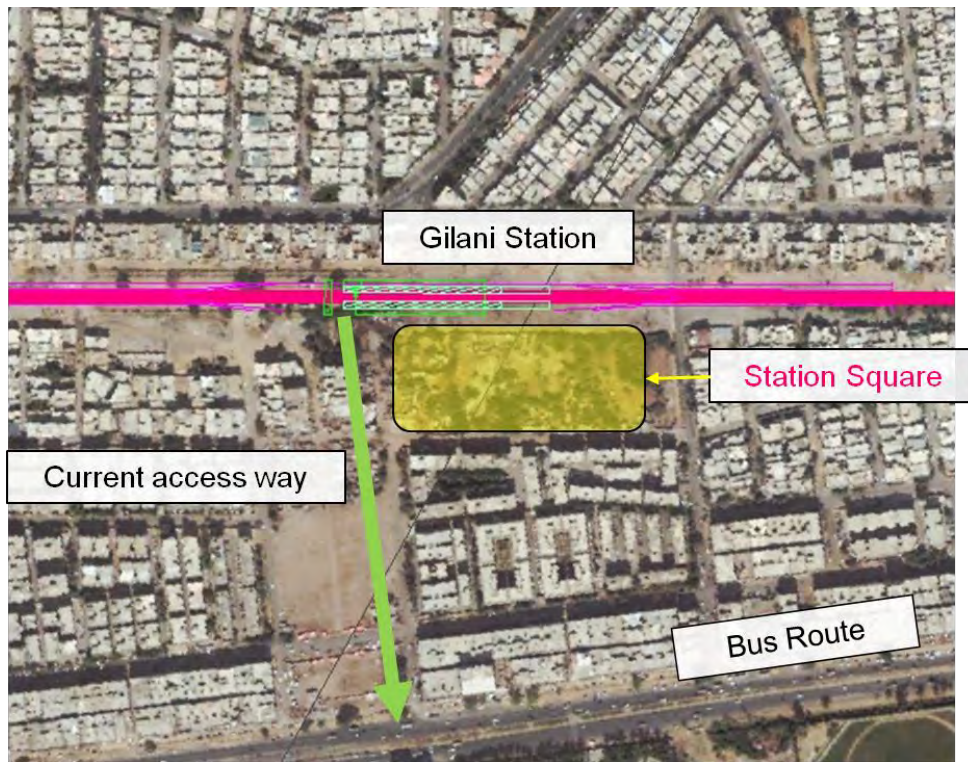 Gilani Station
Station Square
Current access way
Bus Route